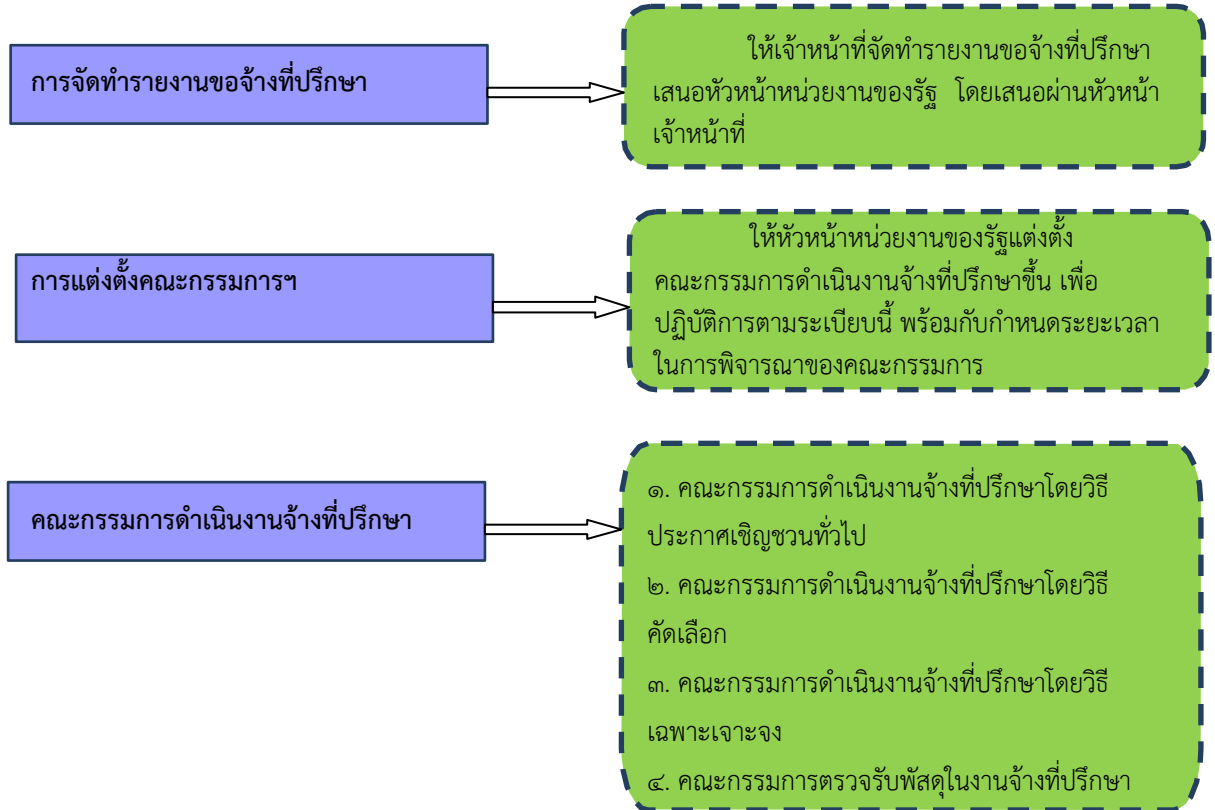 การจัดทำรายงานขอจ้างที่ปรึกษา
ให้เจ้าหน้าที่จัดทำรายงานขอจ้างที่ปรึกษา
เสนอหัวหน้าหน่วยงานของรัฐ โดยเสนอผ่านหัวหน้า
เจ้าหน้าที่
การแต่งตั้งคณะกรรมการฯ
ให้หัวหน้าหน่วยงานของรัฐแต่งตั้ง
คณะกรรมการดำเนินงานจ้างที่ปรึกษาขึ้น เพื่อ
ปฏิบัติการตามระเบียบนี้ พร้อมกับกำหนดระยะเวลา
ในการพิจารณาของคณะกรรมการ
คณะกรรมการดำเนินงานจ้างที่ปรึกษา
๑. คณะกรรมการดำเนินงานจ้างที่ปรึกษาโดยวิธี
ประกาศเชิญชวนทั่วไป
๒. คณะกรรมการดำเนินงานจ้างที่ปรึกษาโดยวิธี
คัดเลือก
๓. คณะกรรมการดำเนินงานจ้างที่ปรึกษาโดยวิธี
เฉพาะเจาะจง
๔. คณะกรรมการตรวจรับพัสดุในงานจ้างที่ปรึกษา